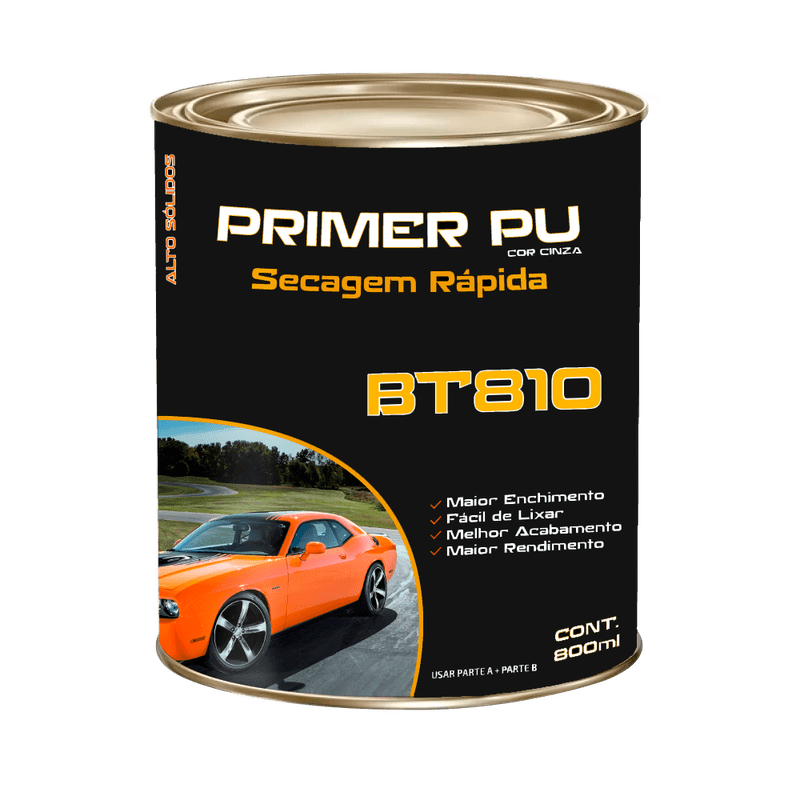 ALTO SÓLIDOS
PRIMER PU
COR CINZA
Secagem Rápida
BT810
Maior Enchimento
Fácil de Lixar
Melhor Acabamento
Maior Rendimento
CONT.
800ml
USAR PARTE A + PARTE B